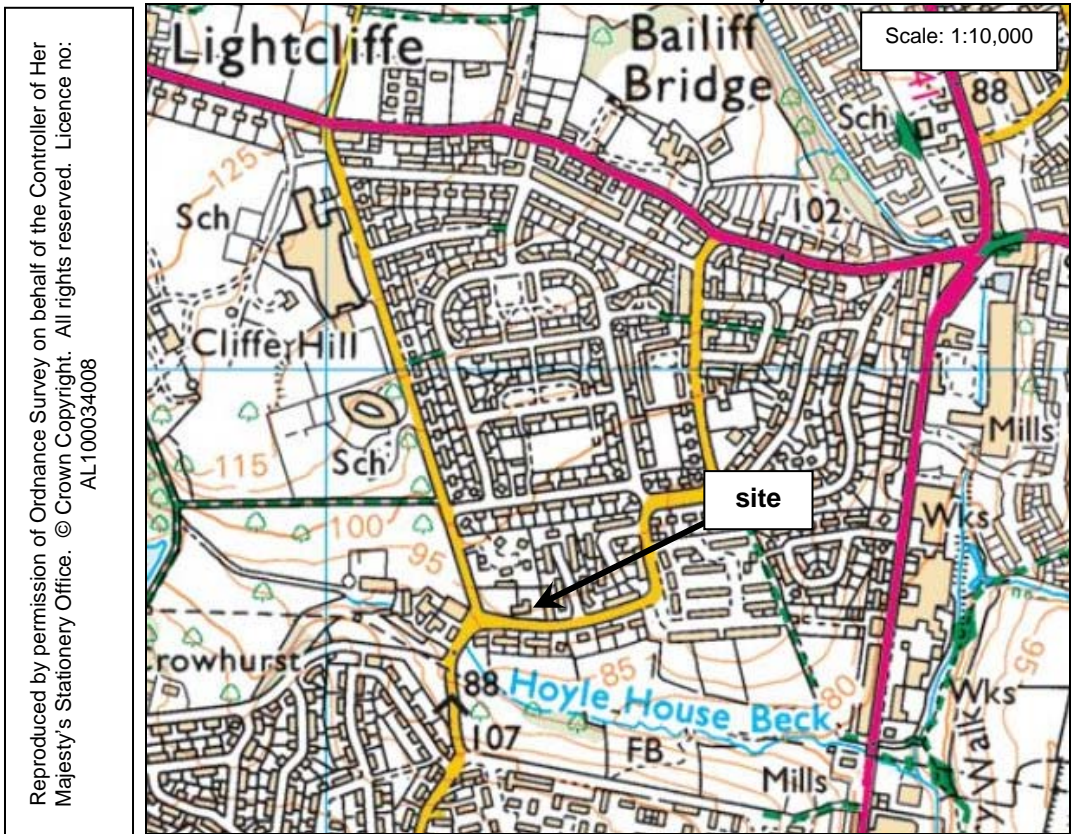 Reproduced by permission of Ordnance Survey on behalf of the Controller of Her
Majesty's Stationery Office. © Crown Copyright. All rights reserved. Licence no:
AL100034008
Lightcliffe
Bailiff
Bridge
Scale: 1:10,000
41
88
Sch
125
Sch
102
Cliffe Hill
Mills
115
Sch
site
100
Wks
95
rowhurst
85
95
88
Hoyle House Beck
80
Wks
107
FB
Mills
y Walk